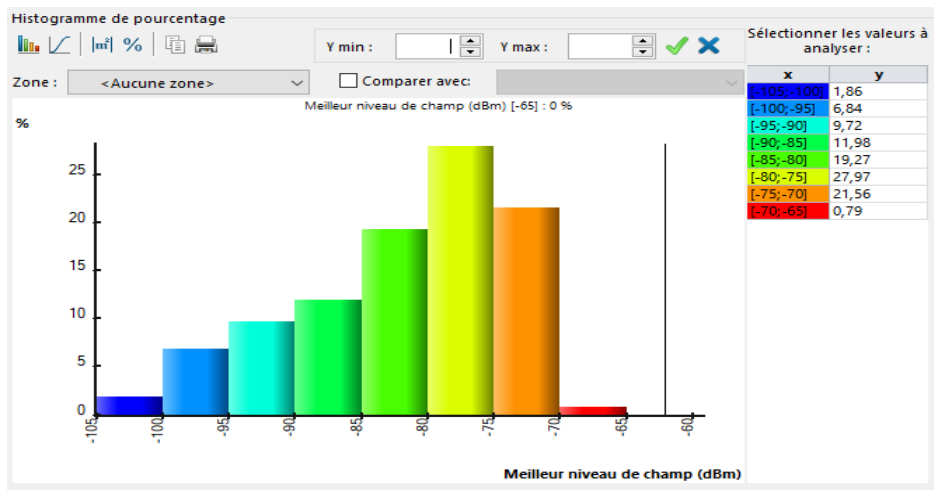 Histogramme de pourcentage
m² %
Y min : Y max :
Zone : <Aucune zone> Comparer avec:
Meilleur niveau de champ (dBm) [-65] : 0 %
%
25
20
15
10
5
0
-105 -100 -95 -90 -85 -80 -75 -70 -65 -60
Meilleur niveau de champ (dBm)
Sélectionner les valeurs à
analyser :
x y
[-105;-100] 1,86
[-100;-95] 6,84
[-95;-90] 9,72
[-90;-85] 11,98
[-85;-80] 19,27
[-80;-75] 27,97
[-75;-70] 21,56
[-70;-65] 0,79